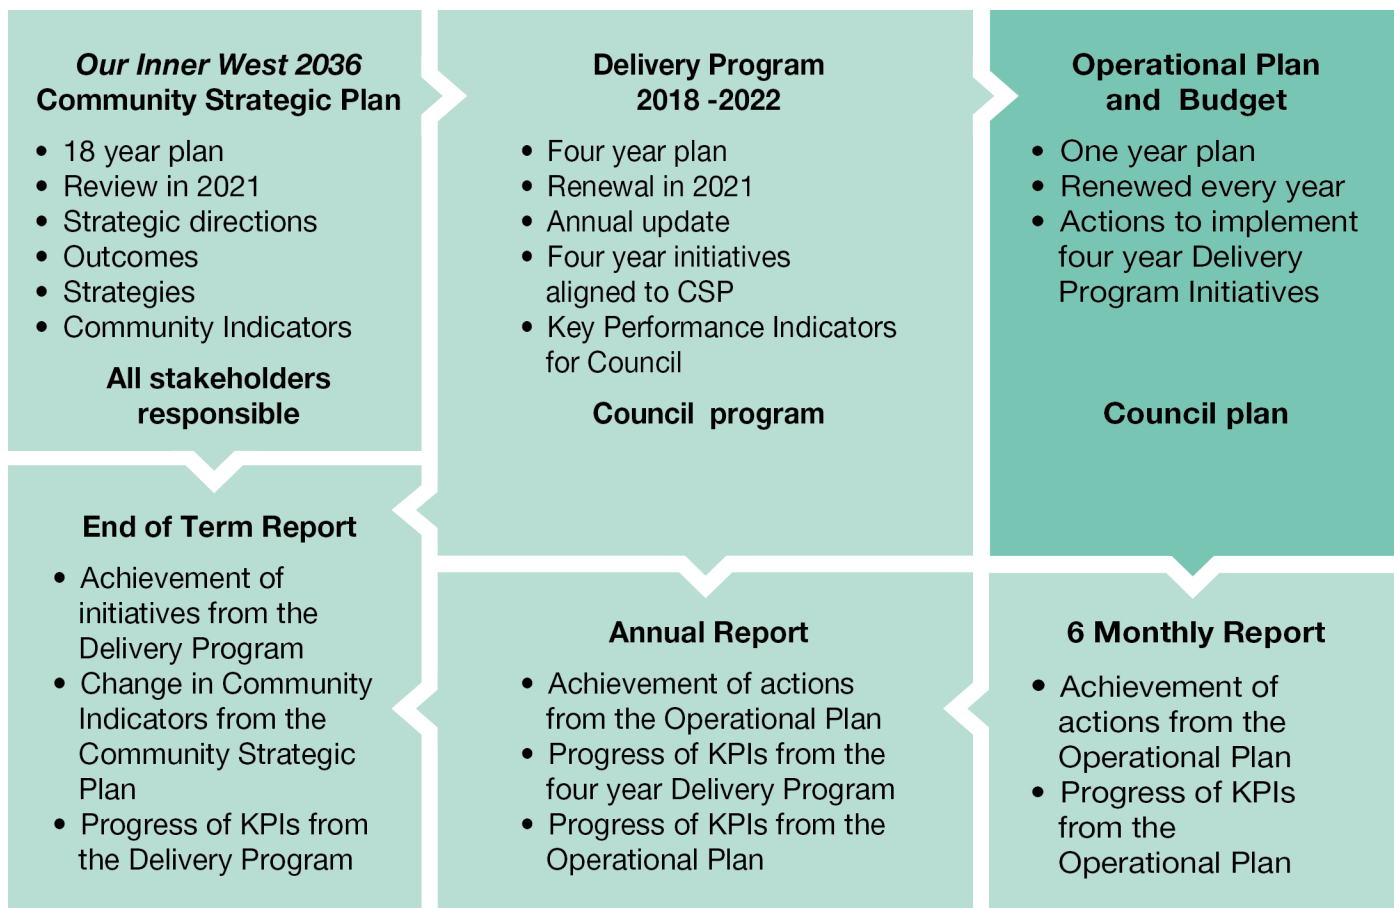 Our Inner West 2036
Community Strategic Plan
• 18 year plan
• Review in 2021
• Strategic directions
• Outcomes
• Strategies
• Community Indicators
All stakeholders
responsible
Delivery Program
2018 -2022
• Four year plan
• Renewal in 2021
• Annual update
• Four year initiatives
aligned to CSP
• Key Performance Indicators
for Council
Council program
Operational Plan
and Budget
• One year plan
• Renewed every year
• Actions to implement
four year Delivery
Program Initiatives
Council plan
End of Term Report
• Achievement of
initiatives from the
Delivery Program
• Change in Community
Indicators from the
Community Strategic
Plan
• Progress of KPIs from
the Delivery Program
Annual Report
• Achievement of actions
from the Operational Plan
• Progress of KPIs from the
four year Delivery Program
• Progress of KPIs from the
Operational Plan
6 Monthly Report
• Achievement of
actions from the
Operational Plan
• Progress of KPIs
from the
Operational Plan